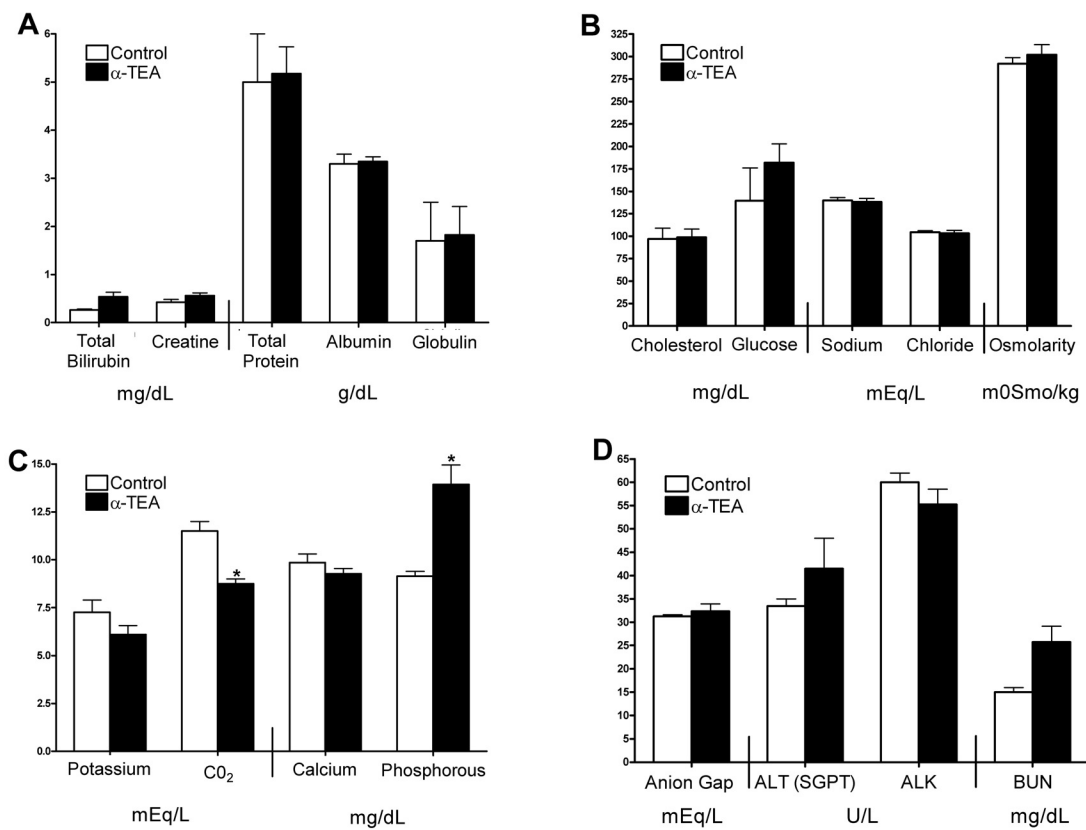 A
6
5
4
3
2
1
0
Control
α-TEA
Total Bilirubin
Creatine
Total Protein
Albumin
Globulin
mg/dL
g/dL
B
325
300
275
250
225
200
175
150
125
100
75
50
25
0
Control
α-TEA
Cholesterol
Glucose
Sodium
Chloride
Osmolarity
mg/dL
mEq/L
m0Smo/kg
C
15.0
12.5
10.0
7.5
5.0
2.5
0.0
Control
α-TEA
*
*
Potassium
C0₂
Calcium
Phosphorous
mEq/L
mg/dL
D
65
60
55
50
45
40
35
30
25
20
15
10
5
0
Control
α-TEA
Anion Gap
ALT (SGPT)
ALK
BUN
mEq/L
U/L
mg/dL